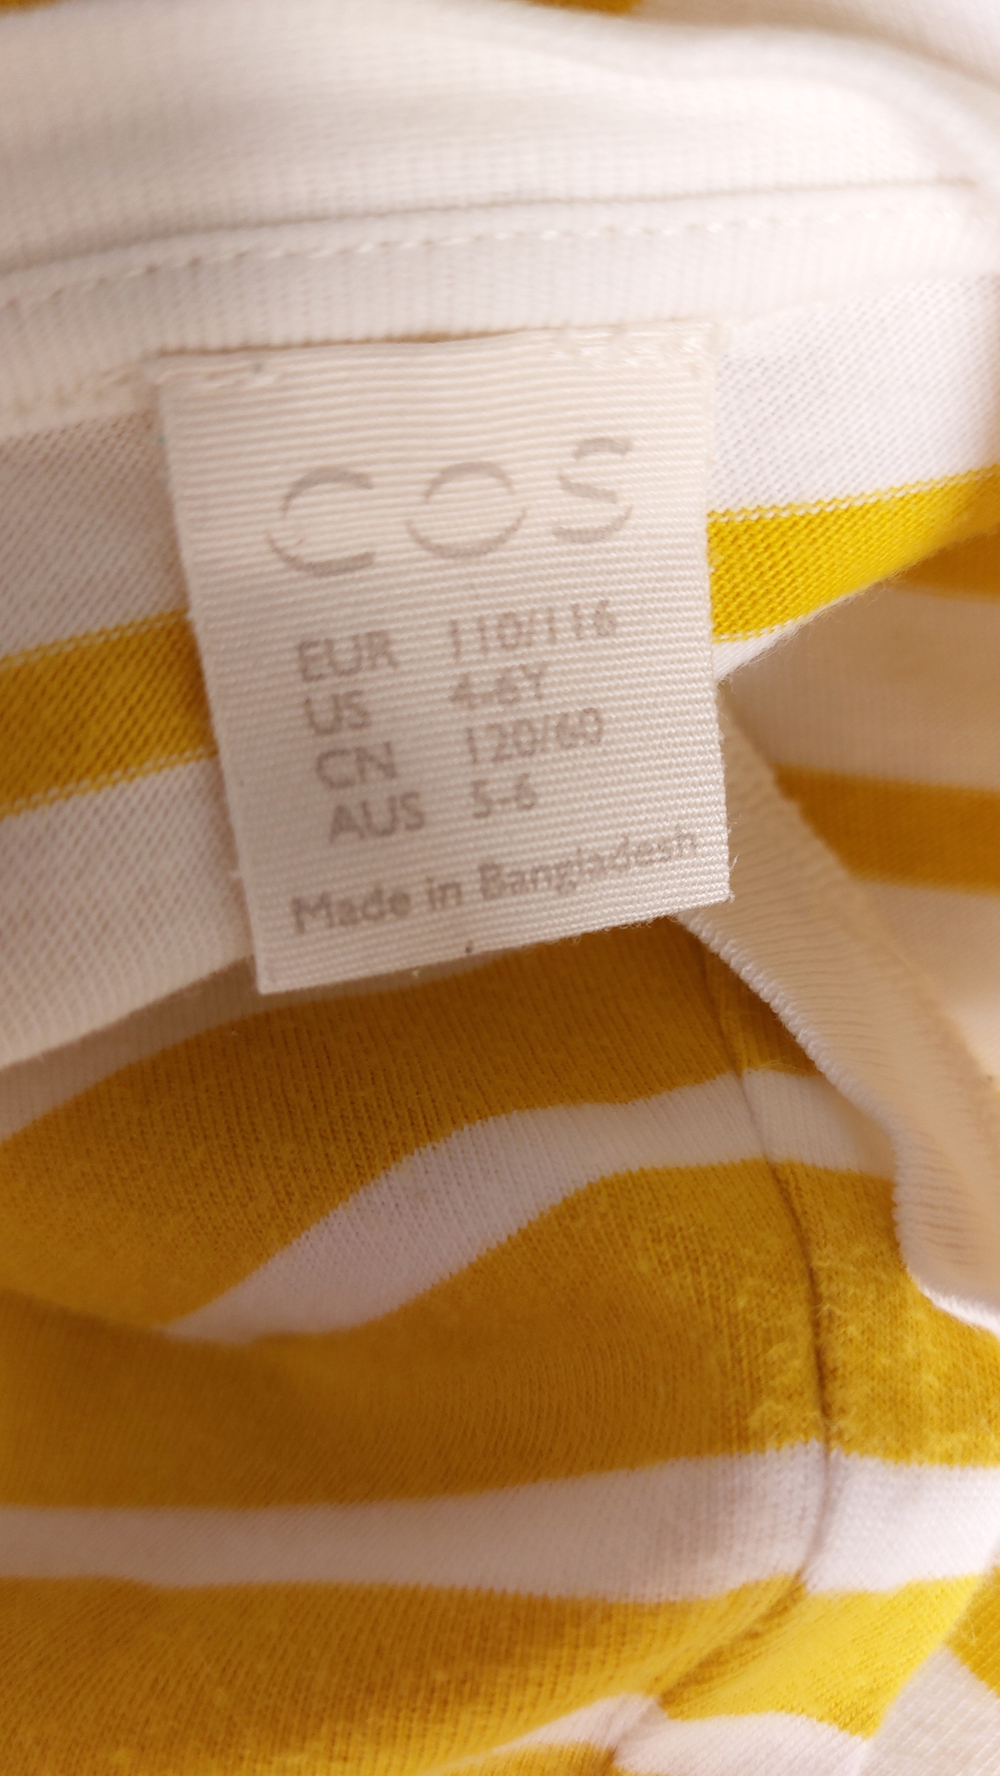 COS
EUR 110/116
US 4-6Y
CN 120/60
AUS 5-6
Made in Bangladesh